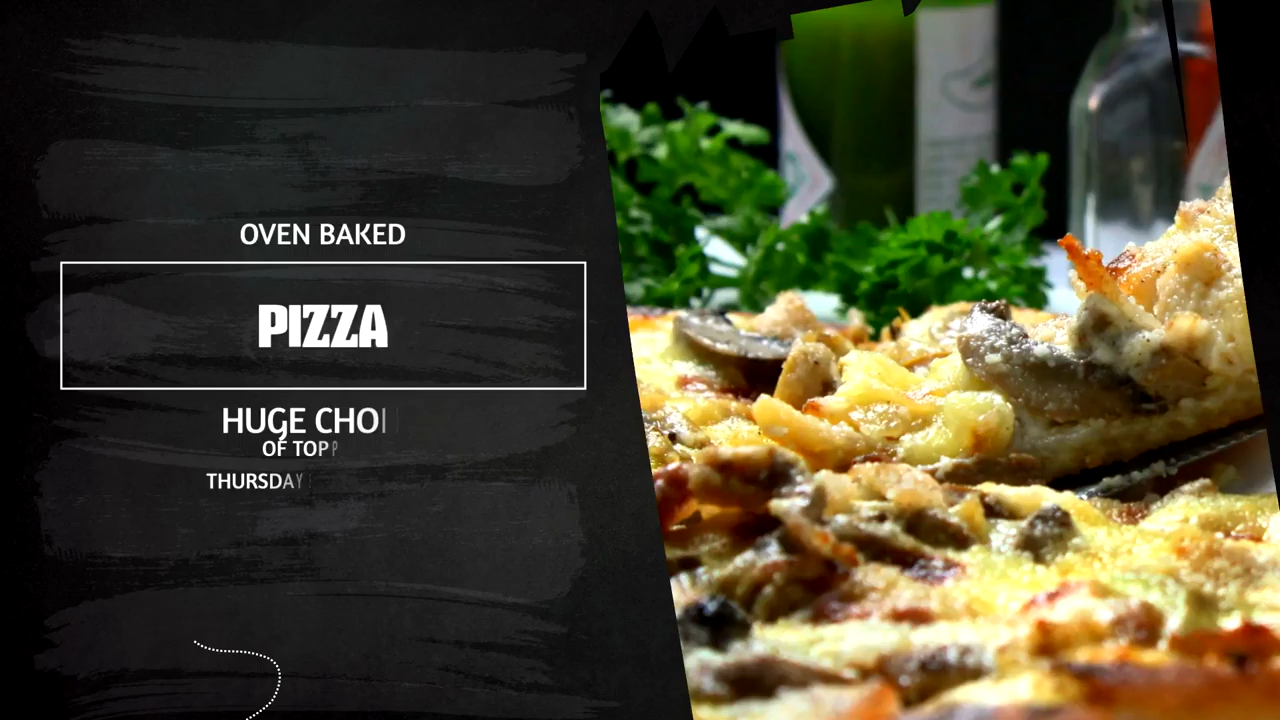 OVEN BAKED
PIZZA
HUGE CHOI
OF TOPP
THURSDAY